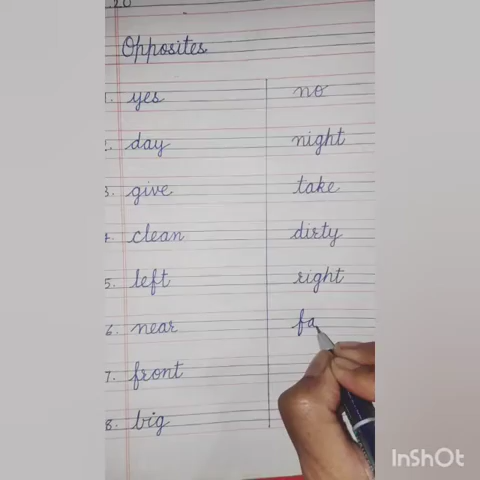 20
Opposites
1. yes no
2. day night
3. give take
4. clean dirty
5. left right
6. near fa
7. front
8. big
InShOt